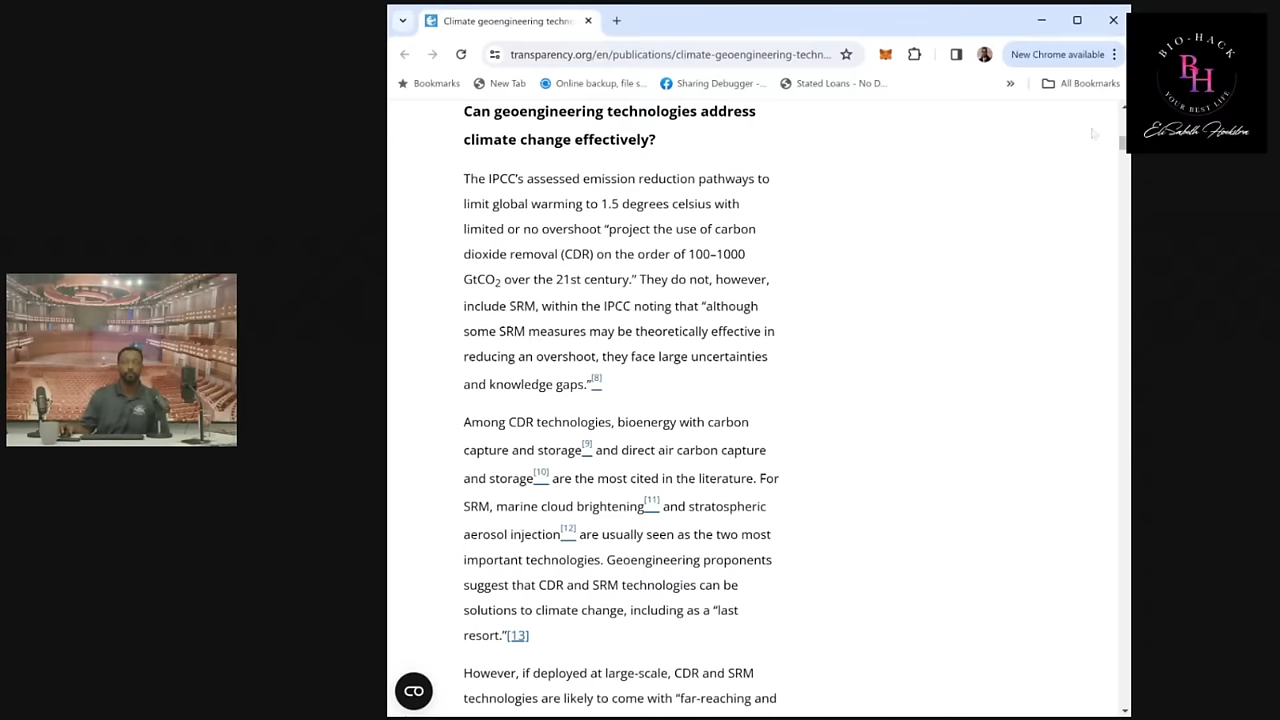 Climate geoengineering techn
transparency.org/en/publications/climate-geoengineering-techn...
New Chrome available
Bookmarks
New Tab
Online backup, file s...
Sharing Debugger -...
Stated Loans - No D...
»
All Bookmarks
BIO-HACK
BH
YOUR BEST LIFE
EliSabeth Hoekstra
Can geoengineering technologies address
climate change effectively?
The IPCC's assessed emission reduction pathways to
limit global warming to 1.5 degrees celsius with
limited or no overshoot “project the use of carbon
dioxide removal (CDR) on the order of 100–1000
GtCO2 over the 21st century.” They do not, however,
include SRM, within the IPCC noting that “although
some SRM measures may be theoretically effective in
reducing an overshoot, they face large uncertainties
and knowledge gaps.”[8]
Among CDR technologies, bioenergy with carbon
capture and storage[9] and direct air carbon capture
and storage[10] are the most cited in the literature. For
SRM, marine cloud brightening[11] and stratospheric
aerosol injection[12] are usually seen as the two most
important technologies. Geoengineering proponents
suggest that CDR and SRM technologies can be
solutions to climate change, including as a “last
resort.”[13]
However, if deployed at large-scale, CDR and SRM
technologies are likely to come with “far-reaching and